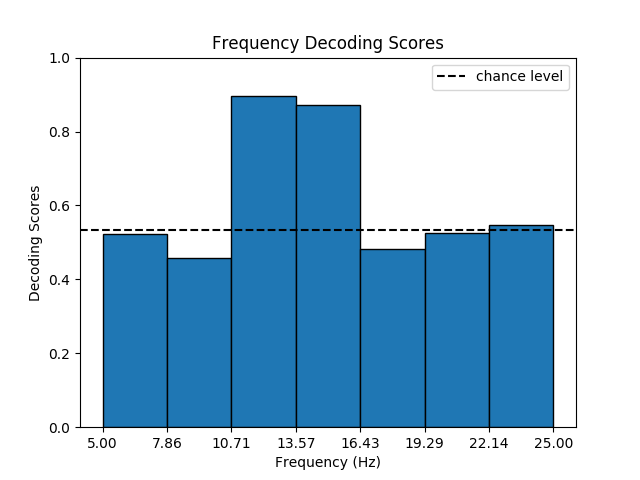 Frequency Decoding Scores
chance level
Decoding Scores
1.0
0.8
0.6
0.4
0.2
0.0
5.00 7.86 10.71 13.57 16.43 19.29 22.14 25.00
Frequency (Hz)